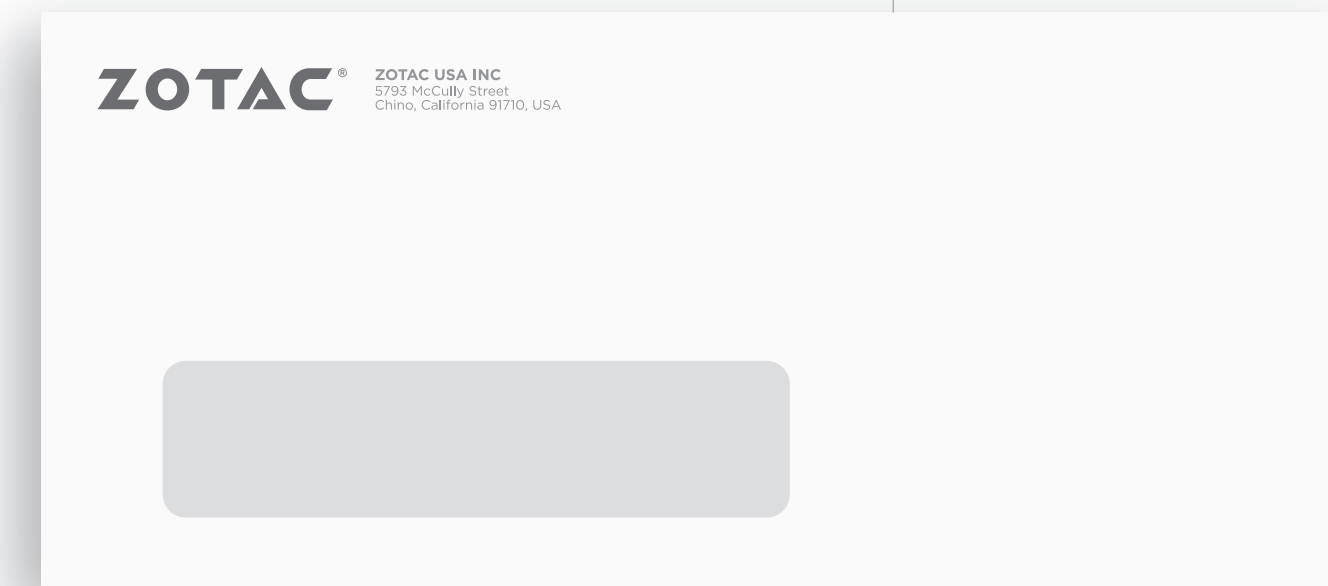 ZOTAC®
ZOTAC USA INC
5793 McCully Street
Chino, California 91710, USA